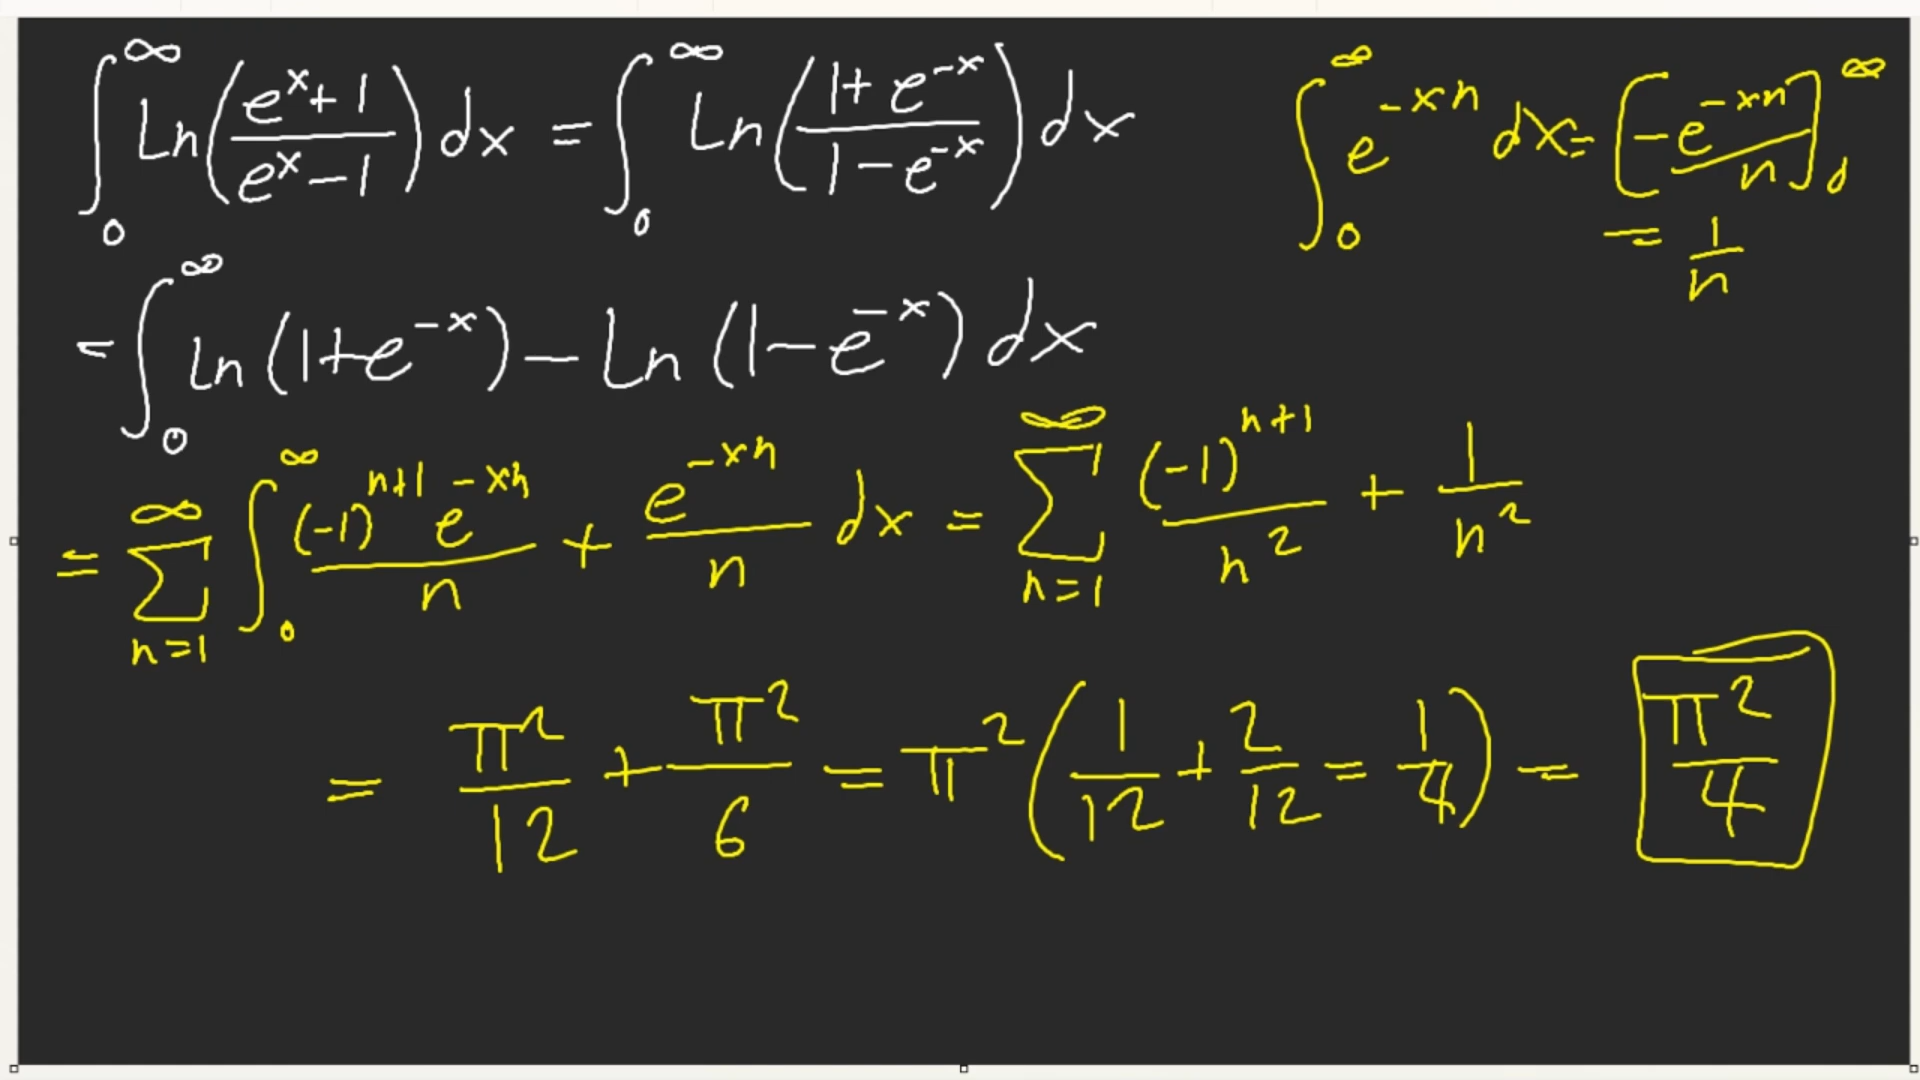 ∫₀^∞ Ln((eˣ+1)/(eˣ−1)) dx = ∫₀^∞ Ln((1+e⁻ˣ)/(1−e⁻ˣ)) dx
∫₀^∞ e^(−xn) dx = [−e^(−xn)/n]₀^∞
= 1/n
= ∫₀^∞ Ln(1+e⁻ˣ) − Ln(1−e⁻ˣ) dx
= ∑_(n=1)^∞ ∫₀^∞ (−1)^(n+1) e^(−xn)/n + e^(−xn)/n dx = ∑_(n=1)^∞ (−1)^(n+1)/n² + 1/n²
= π²/12 + π²/6 = π²(1/12 + 2/12 = 1/4) = π²/4